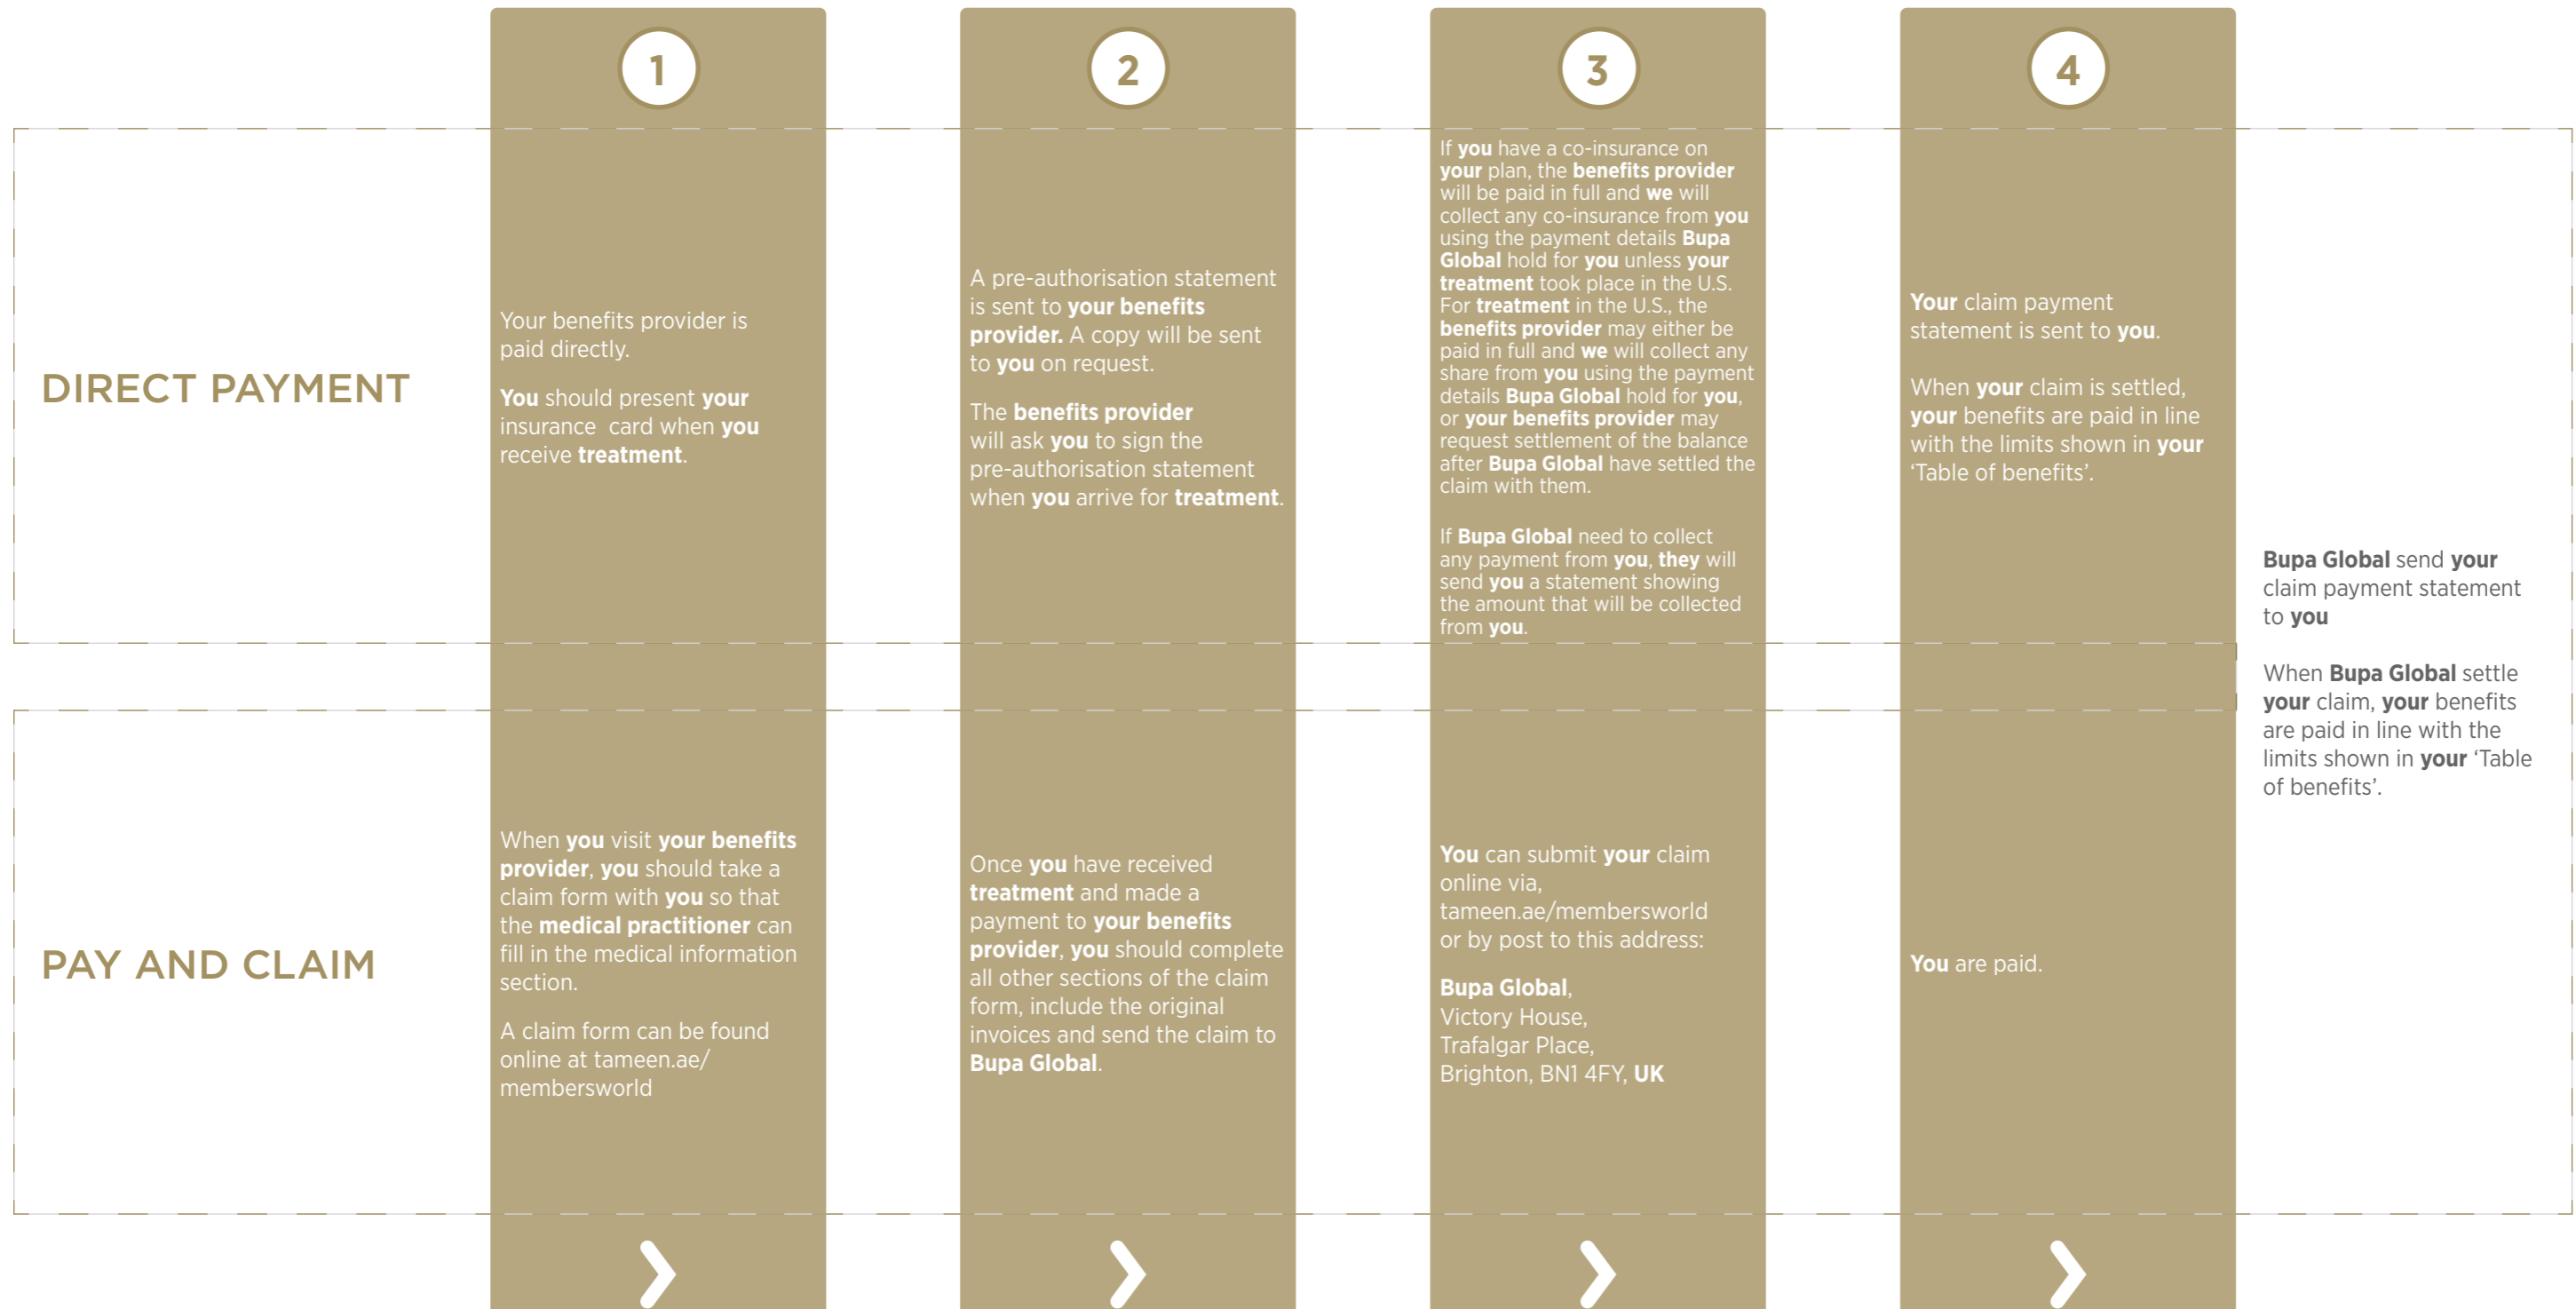 1
2
3
4
DIRECT PAYMENT
Your benefits provider is
paid directly.
You should present your
insurance card when you
receive treatment.
A pre-authorisation statement
is sent to your benefits
provider. A copy will be sent
to you on request.
The benefits provider
will ask you to sign the
pre-authorisation statement
when you arrive for treatment.
If you have a co-insurance on
your plan, the benefits provider
will be paid in full and we will
collect any co-insurance from you
using the payment details Bupa
Global hold for you unless your
treatment took place in the U.S.
For treatment in the U.S., the
benefits provider may either be
paid in full and we will collect any
share from you using the payment
details Bupa Global hold for you,
or your benefits provider may
request settlement of the balance
after Bupa Global have settled the
claim with them.
If Bupa Global need to collect
any payment from you, they will
send you a statement showing
the amount that will be collected
from you.
Your claim payment
statement is sent to you.
When your claim is settled,
your benefits are paid in line
with the limits shown in your
‘Table of benefits’.
PAY AND CLAIM
When you visit your benefits
provider, you should take a
claim form with you so that
the medical practitioner can
fill in the medical information
section.
A claim form can be found
online at tameen.ae/
membersworld
Once you have received
treatment and made a
payment to your benefits
provider, you should complete
all other sections of the claim
form, include the original
invoices and send the claim to
Bupa Global.
You can submit your claim
online via,
tameen.ae/membersworld
or by post to this address:
Bupa Global,
Victory House,
Trafalgar Place,
Brighton, BN1 4FY, UK
You are paid.
Bupa Global send your
claim payment statement
to you
When Bupa Global settle
your claim, your benefits
are paid in line with the
limits shown in your ‘Table
of benefits’.